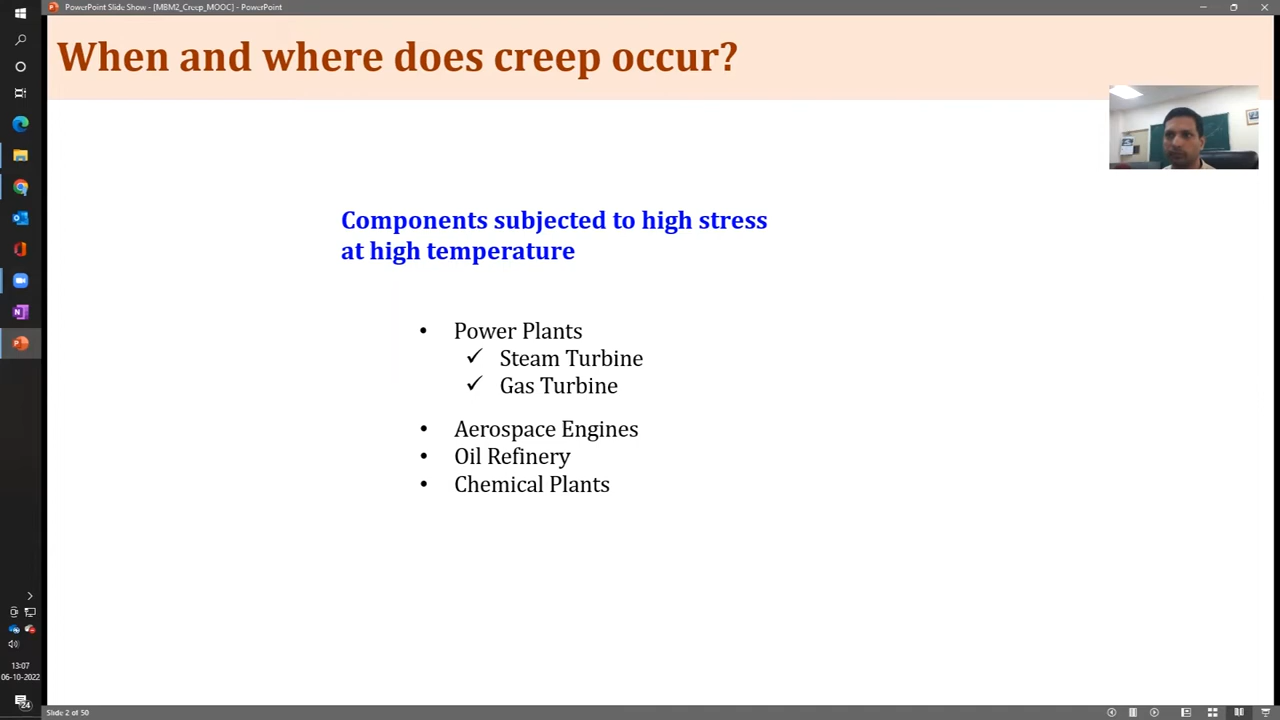 PowerPoint Slide Show - [MBM2_Creep_MOOC] - PowerPoint
When and where does creep occur?
Components subjected to high stress
at high temperature
• Power Plants
✓ Steam Turbine
✓ Gas Turbine
• Aerospace Engines
• Oil Refinery
• Chemical Plants
13:07
06-10-2022
24
Slide 2 of 50